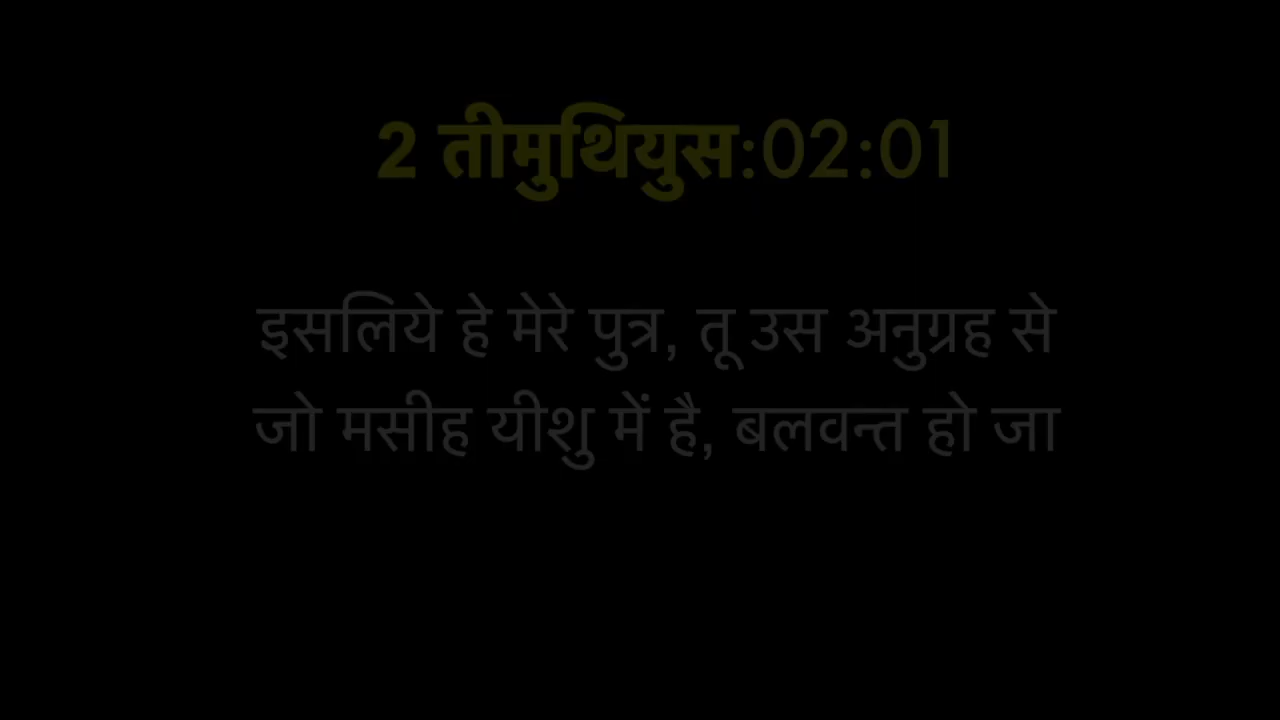 2 तीमुथियुस:02:01
इसलिये हे मेरे पुत्र, तू उस अनुग्रह से
जो मसीह यीशु में है, बलवन्त हो जा